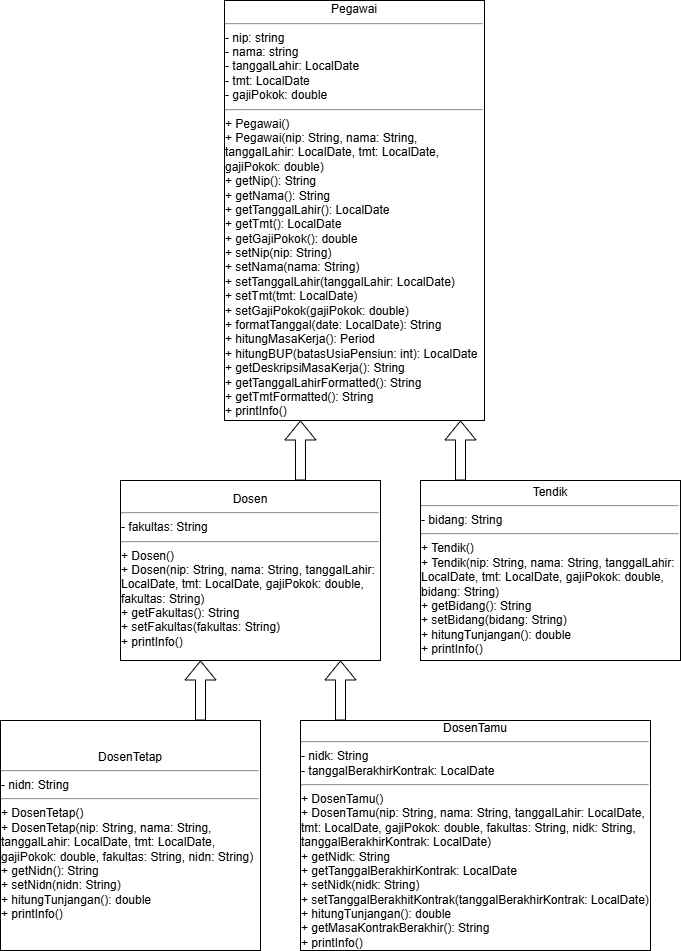 Pegawai
- nip: string
- nama: string
- tanggalLahir: LocalDate
- tmt: LocalDate
- gajiPokok: double
+ Pegawai()
+ Pegawai(nip: String, nama: String,
tanggalLahir: LocalDate, tmt: LocalDate,
gajiPokok: double)
+ getNip(): String
+ getNama(): String
+ getTanggalLahir(): LocalDate
+ getTmt(): LocalDate
+ getGajiPokok(): double
+ setNip(nip: String)
+ setNama(nama: String)
+ setTanggalLahir(tanggalLahir: LocalDate)
+ setTmt(tmt: LocalDate)
+ setGajiPokok(gajiPokok: double)
+ formatTanggal(date: LocalDate): String
+ hitungMasaKerja(): Period
+ hitungBUP(batasUsiaPensiun: int): LocalDate
+ getDeskripsiMasaKerja(): String
+ getTanggalLahirFormatted(): String
+ getTmtFormatted(): String
+ printInfo()
Dosen
- fakultas: String
+ Dosen()
+ Dosen(nip: String, nama: String, tanggalLahir:
LocalDate, tmt: LocalDate, gajiPokok: double,
fakultas: String)
+ getFakultas(): String
+ setFakultas(fakultas: String)
+ printInfo()
Tendik
- bidang: String
+ Tendik()
+ Tendik(nip: String, nama: String, tanggalLahir:
LocalDate, tmt: LocalDate, gajiPokok: double,
bidang: String)
+ getBidang(): String
+ setBidang(bidang: String)
+ hitungTunjangan(): double
+ printInfo()
DosenTetap
- nidn: String
+ DosenTetap()
+ DosenTetap(nip: String, nama: String,
tanggalLahir: LocalDate, tmt: LocalDate,
gajiPokok: double, fakultas: String, nidn: String)
+ getNidn(): String
+ setNidn(nidn: String)
+ hitungTunjangan(): double
+ printInfo()
DosenTamu
- nidk: String
- tanggalBerakhirKontrak: LocalDate
+ DosenTamu()
+ DosenTamu(nip: String, nama: String, tanggalLahir: LocalDate,
tmt: LocalDate, gajiPokok: double, fakultas: String, nidk: String,
tanggalBerakhirKontrak: LocalDate)
+ getNidk: String
+ getTanggalBerakhirKontrak: LocalDate
+ setNidk(nidk: String)
+ setTanggalBerakhitKontrak(tanggalBerakhirKontrak: LocalDate)
+ hitungTunjangan(): double
+ getMasaKontrakBerakhir(): String
+ printInfo()